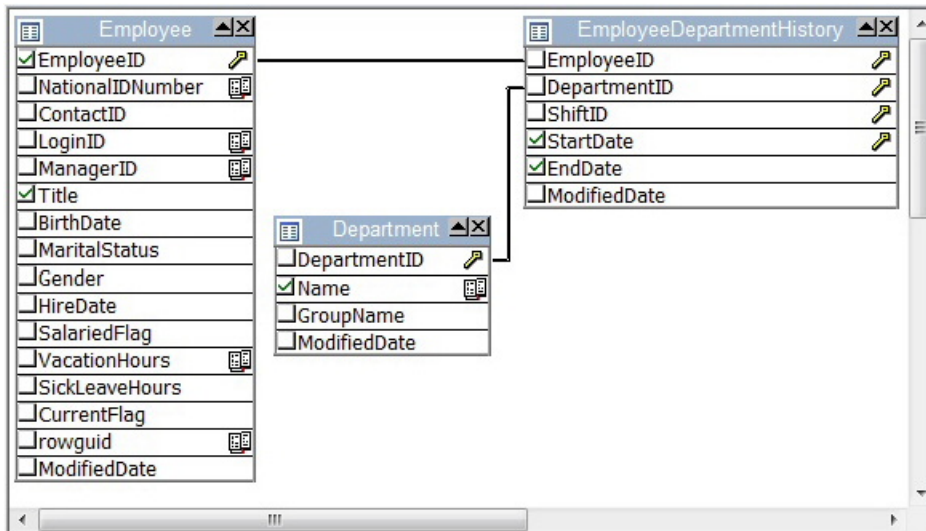 Employee
EmployeeID
NationalIDNumber
ContactID
LoginID
ManagerID
Title
BirthDate
MaritalStatus
Gender
HireDate
SalariedFlag
VacationHours
SickLeaveHours
CurrentFlag
rowguid
ModifiedDate
Department
DepartmentID
Name
GroupName
ModifiedDate
EmployeeDepartmentHistory
EmployeeID
DepartmentID
ShiftID
StartDate
EndDate
ModifiedDate